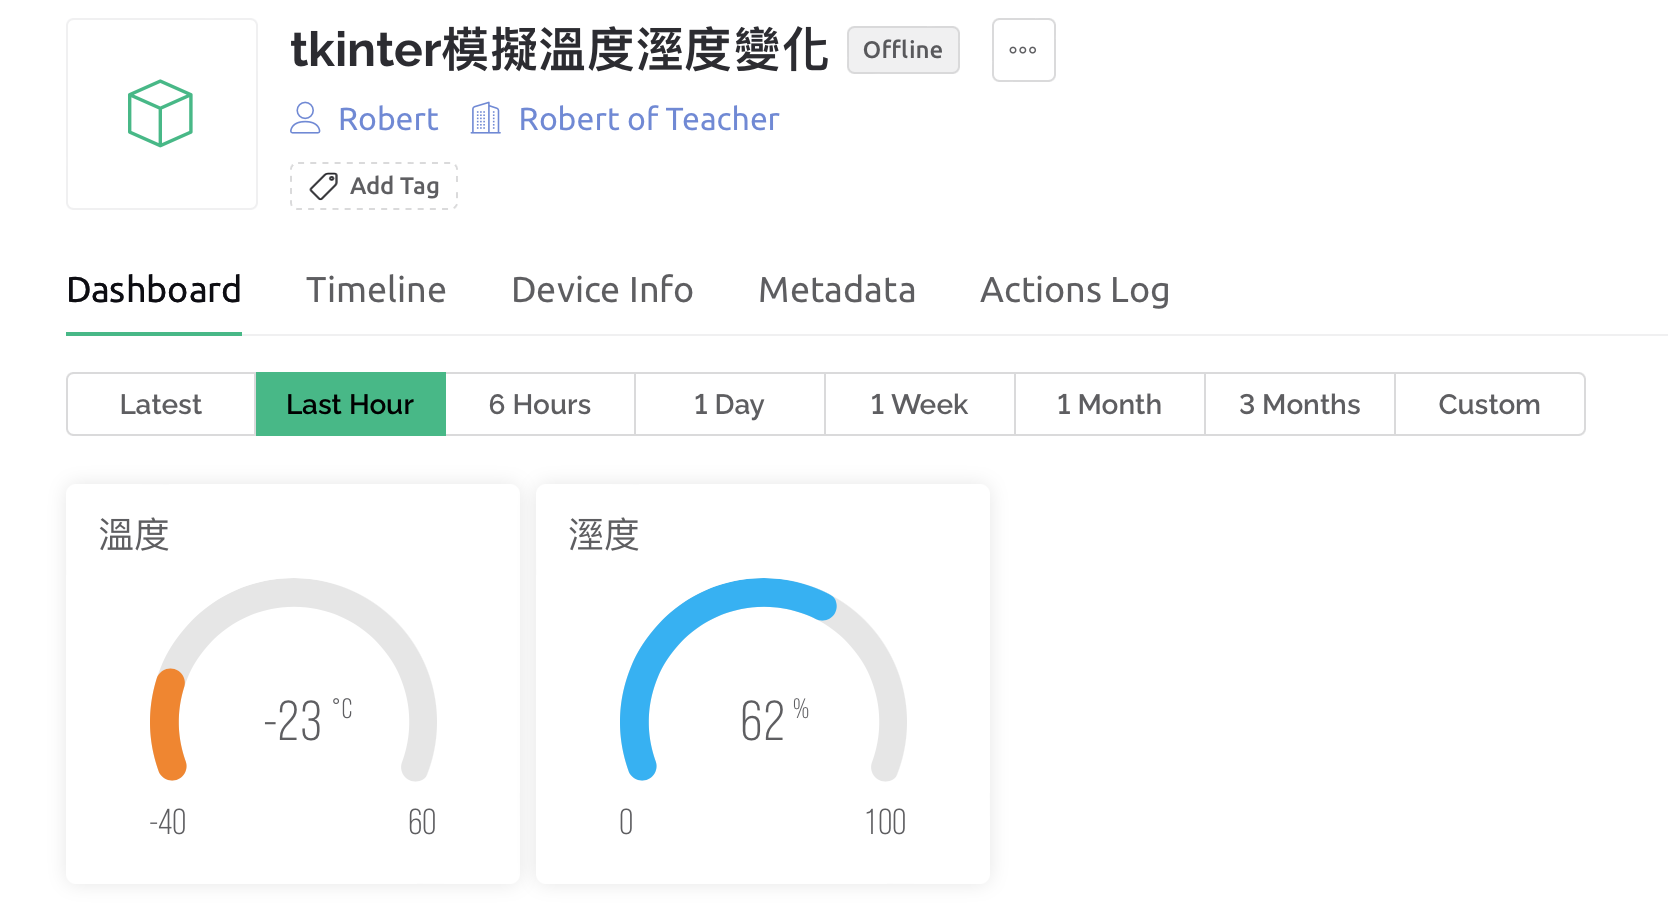 tkinter模擬溫度溼度變化 Offline
Robert Robert of Teacher
Add Tag
Dashboard Timeline Device Info Metadata Actions Log
Latest Last Hour 6 Hours 1 Day 1 Week 1 Month 3 Months Custom
溫度
-23 °C
-40 60
溼度
62 %
0 100